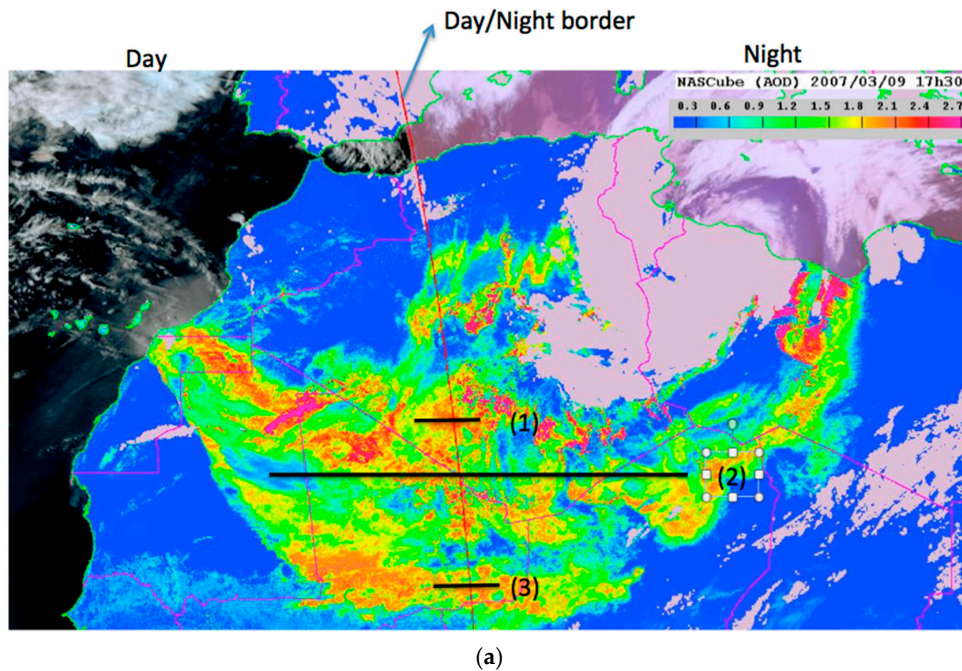 Day/Night border
Day
Night
NASCube (AOD) 2007/03/09 17h30
0.3 0.6 0.9 1.2 1.5 1.8 2.1 2.4 2.7
(1)
(2)
(3)
(a)